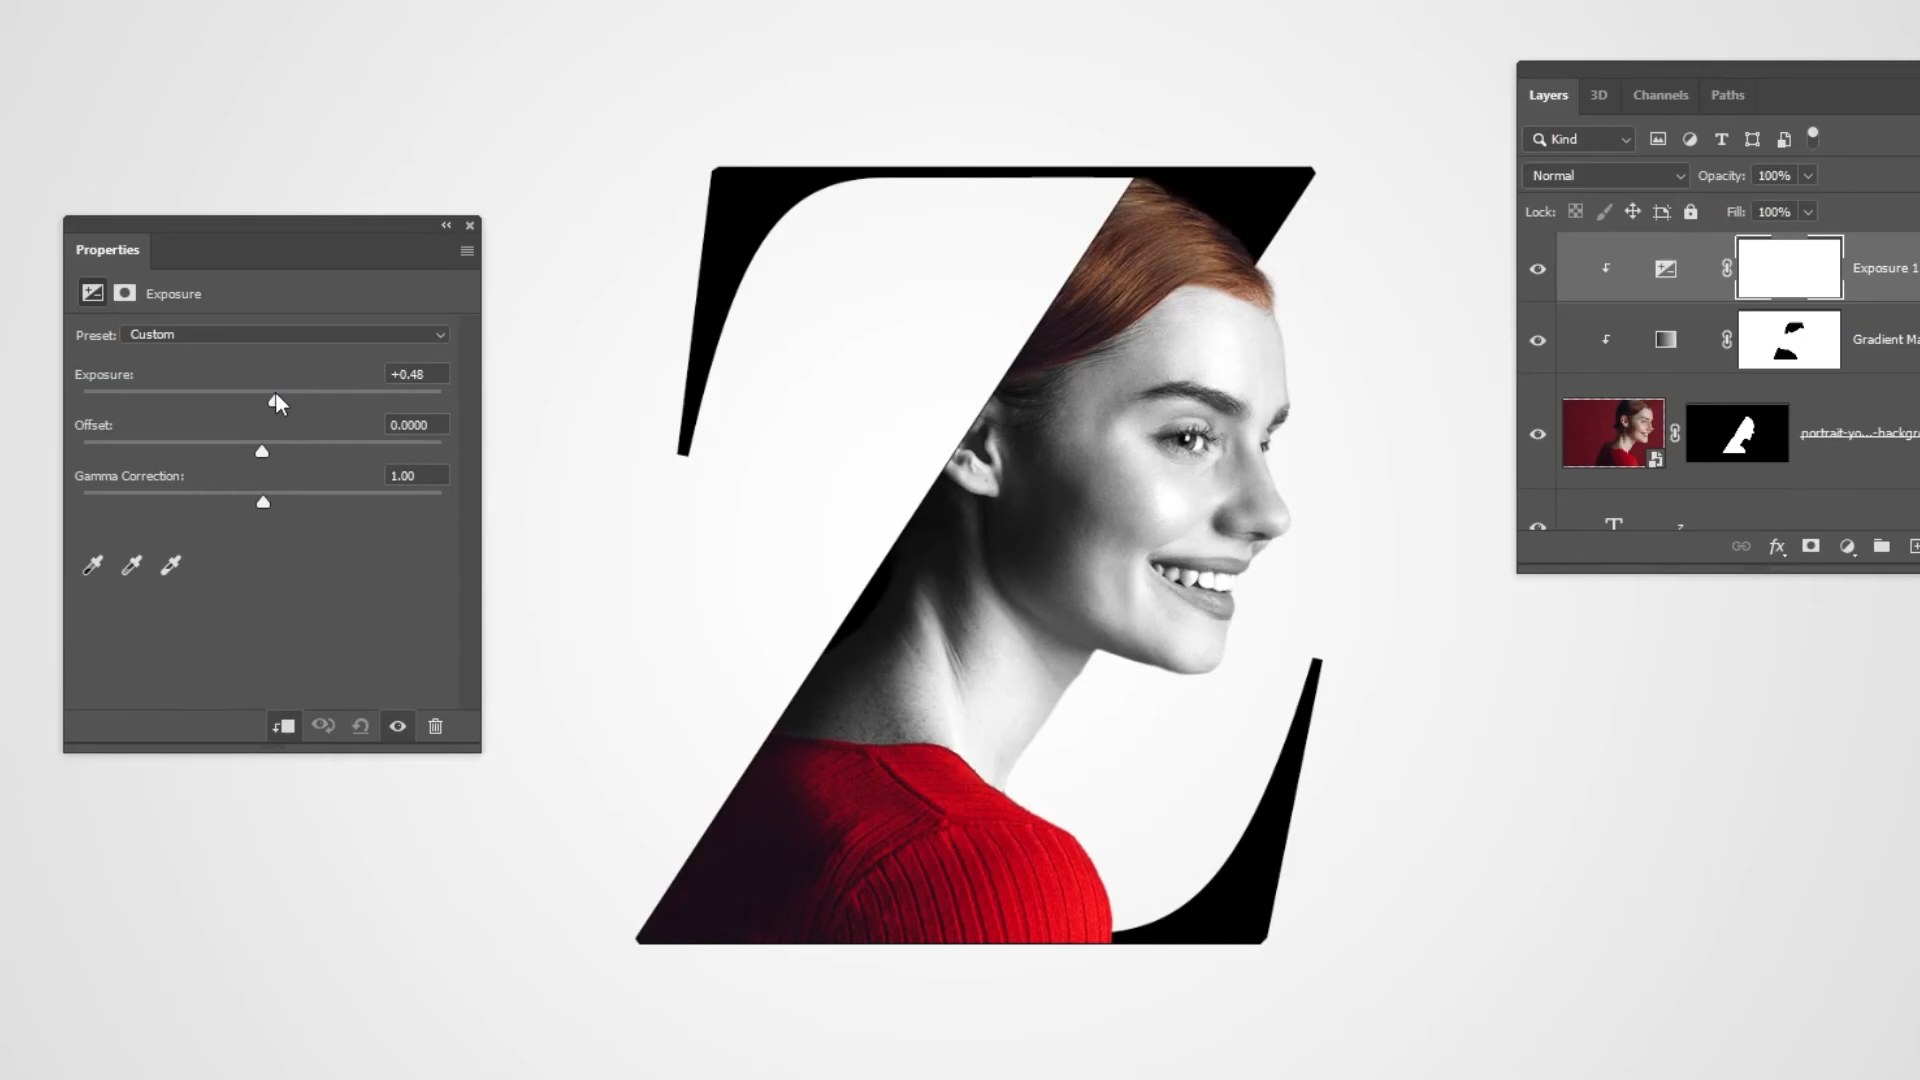 Properties
Exposure
Preset: Custom
Exposure: +0.48
Offset: 0.0000
Gamma Correction: 1.00
Z
Layers 3D Channels Paths
Kind
Normal Opacity: 100%
Lock: Fill: 100%
Exposure 1
Gradient Ma
portrait-yo...-backgr
fx